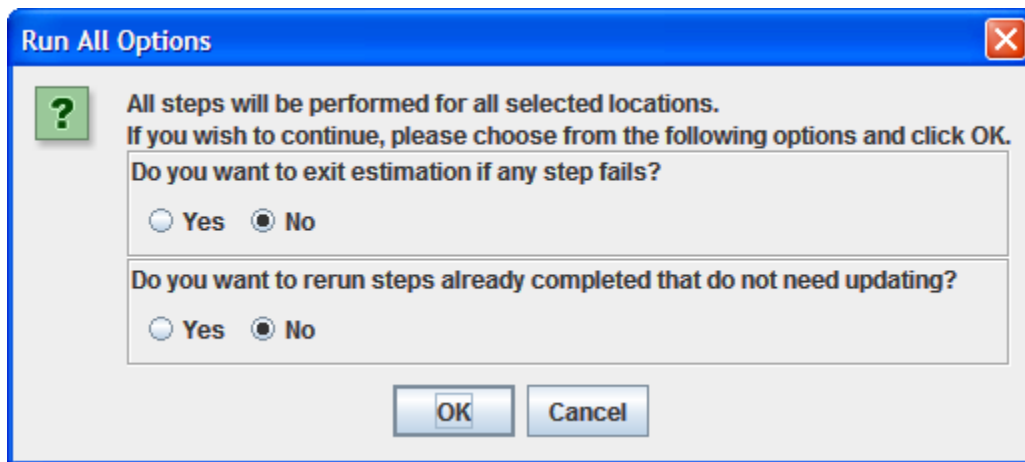 Run All Options
?
All steps will be performed for all selected locations.
If you wish to continue, please choose from the following options and click OK.
Do you want to exit estimation if any step fails?
Yes No
Do you want to rerun steps already completed that do not need updating?
Yes No
OK Cancel